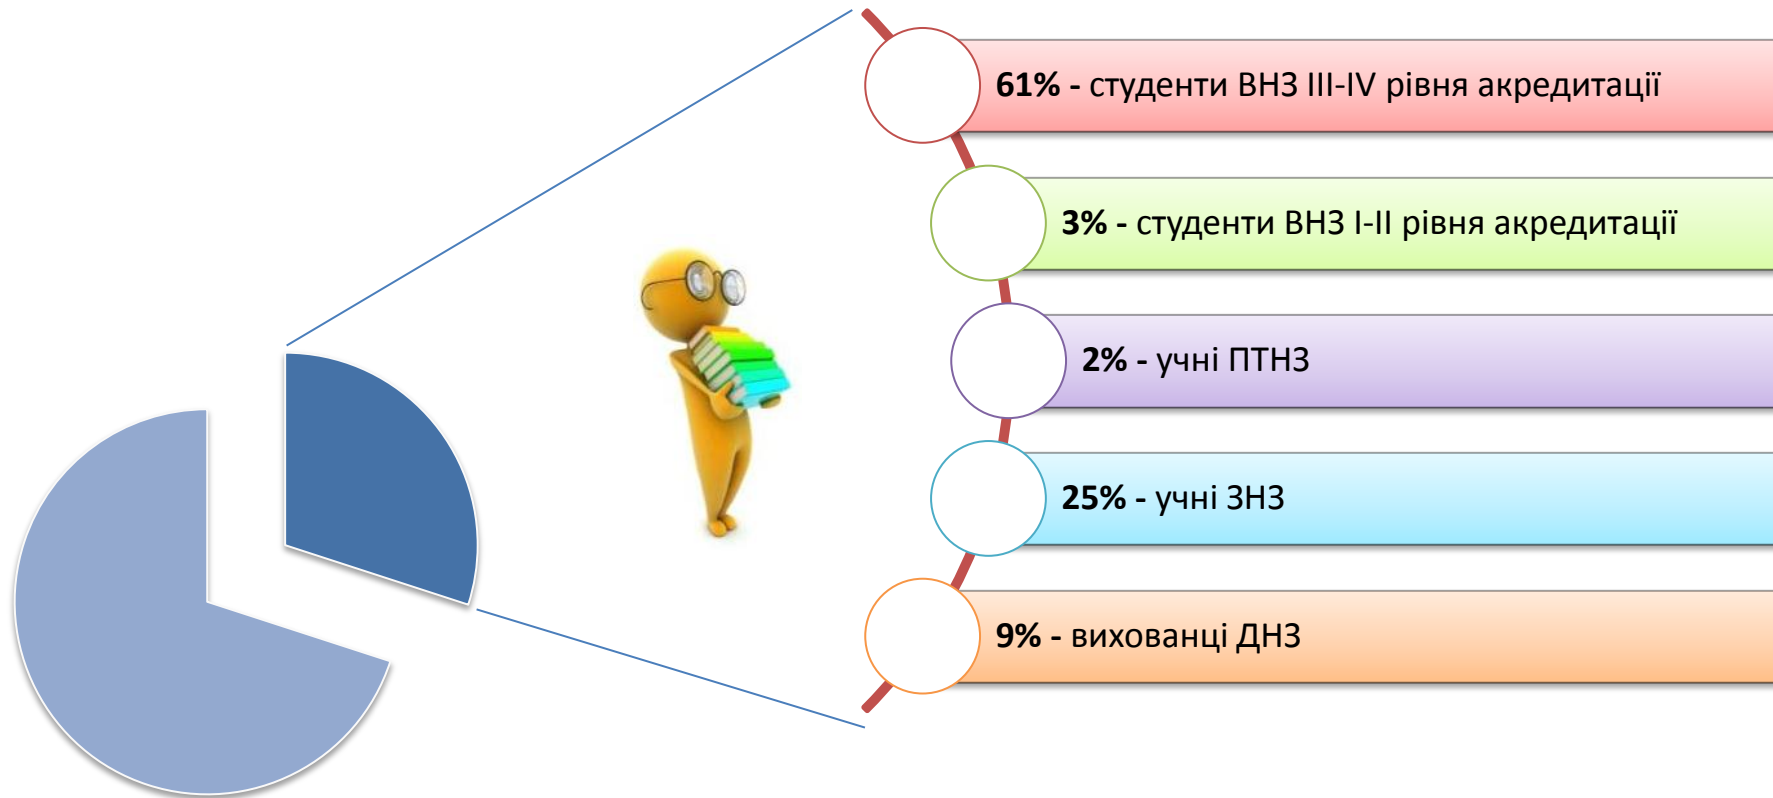 61% - студенти ВНЗ III-IV рівня акредитації
3% - студенти ВНЗ I-II рівня акредитації
2% - учні ПТНЗ
25% - учні ЗНЗ
9% - вихованці ДНЗ